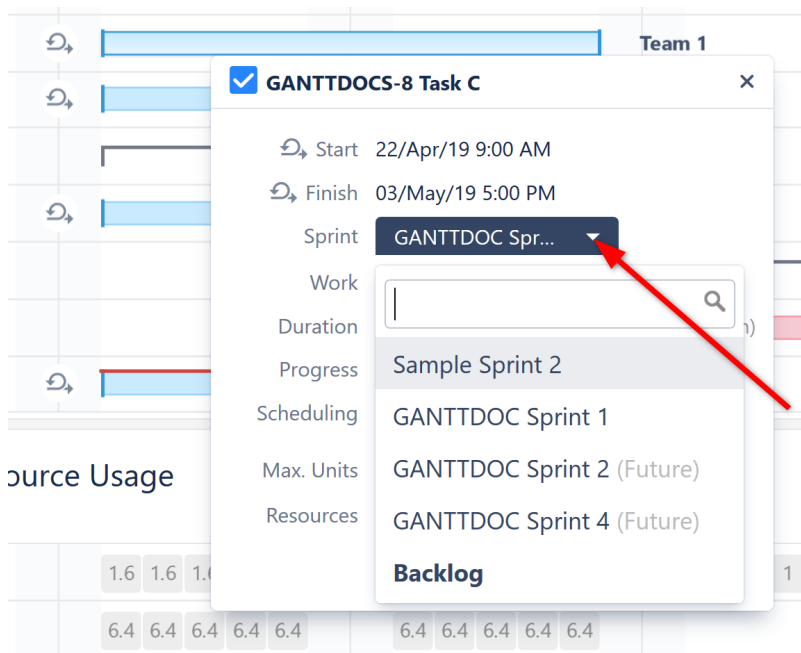 Team 1
GANTTDOCS-8 Task C
Start 22/Apr/19 9:00 AM
Finish 03/May/19 5:00 PM
Sprint GANTTDOC Spr...
Work
Duration
Progress
Scheduling
Max. Units
Resources
Sample Sprint 2
GANTTDOC Sprint 1
GANTTDOC Sprint 2 (Future)
GANTTDOC Sprint 4 (Future)
Backlog
Usage
1.6 1.6 1
6.4 6.4 6.4 6.4 6.4 6.4 6.4 6.4 6.4 6.4